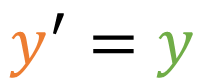 y′ = y